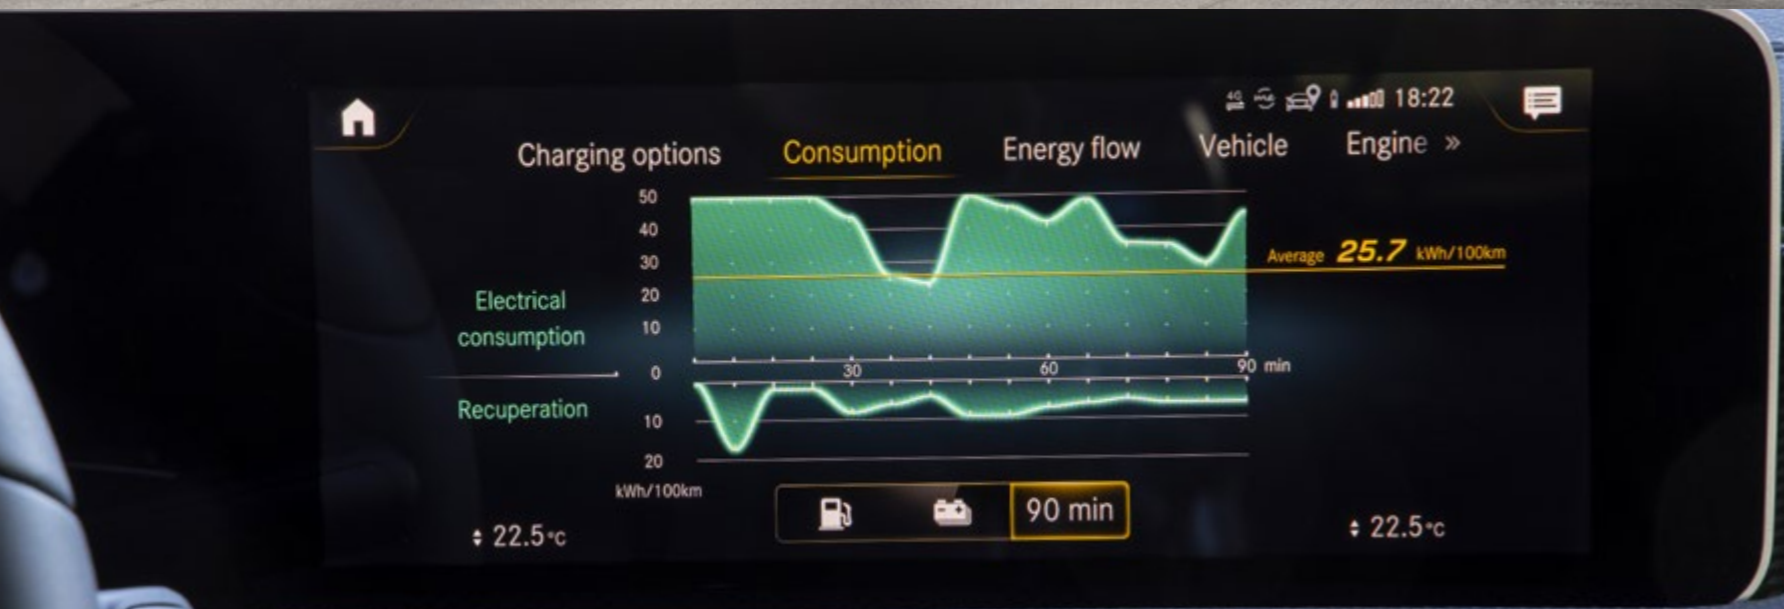 4G 18:22
Charging options Consumption Energy flow Vehicle Engine »
50
40
30
20
10
0
Average 25.7 kWh/100km
Electrical
consumption
30 60 90 min
Recuperation
10
20
kWh/100km
90 min
22.5°C 22.5°C